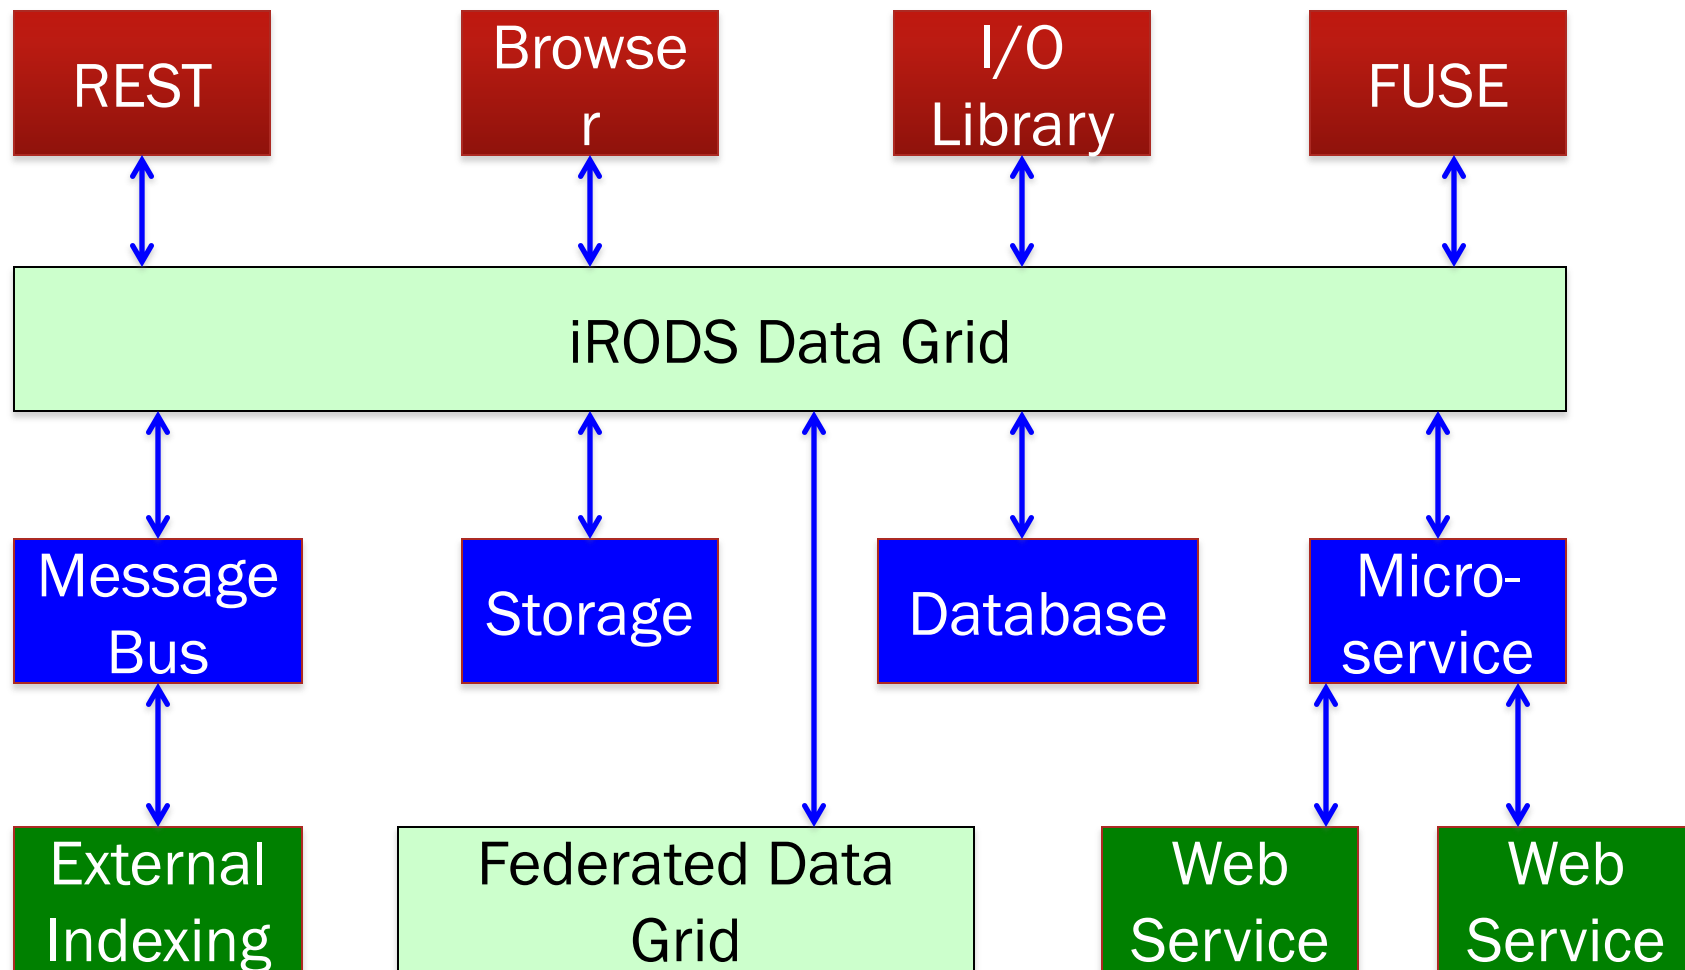 REST
Browse
r
I/O
Library
FUSE
iRODS Data Grid
Message
Bus
Storage
Database
Micro-
service
External
Indexing
Federated Data
Grid
Web
Service
Web
Service